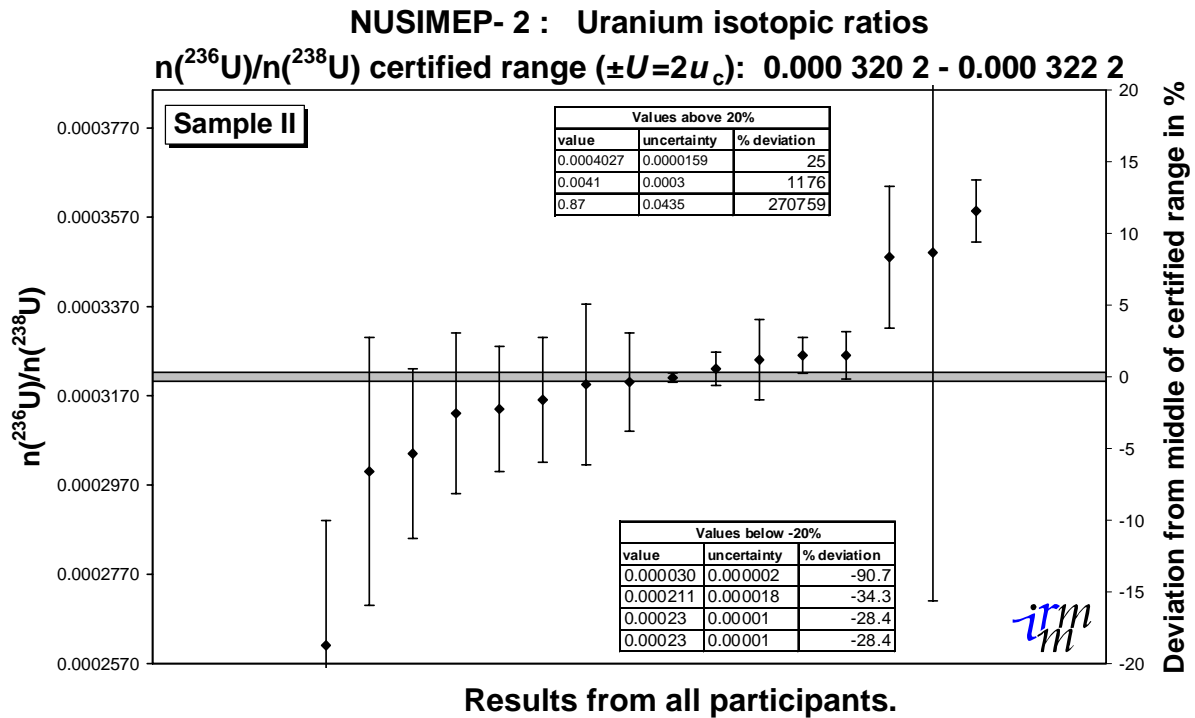 NUSIMEP- 2 : Uranium isotopic ratios
n(²³⁶U)/n(²³⁸U) certified range (±U=2u꜀): 0.000 320 2 - 0.000 322 2
Sample II
Values above 20%
value uncertainty % deviation
0.0004027 0.0000159 25
0.0041 0.0003 1176
0.87 0.0435 270759
n(²³⁶U)/n(²³⁸U)
0.0003770
0.0003570
0.0003370
0.0003170
0.0002970
0.0002770
0.0002570
Values below -20%
value uncertainty % deviation
0.000030 0.000002 -90.7
0.000211 0.000018 -34.3
0.00023 0.00001 -28.4
0.00023 0.00001 -28.4
irmm
20
15
10
5
0
-5
-10
-15
-20
Deviation from middle of certified range in %
Results from all participants.